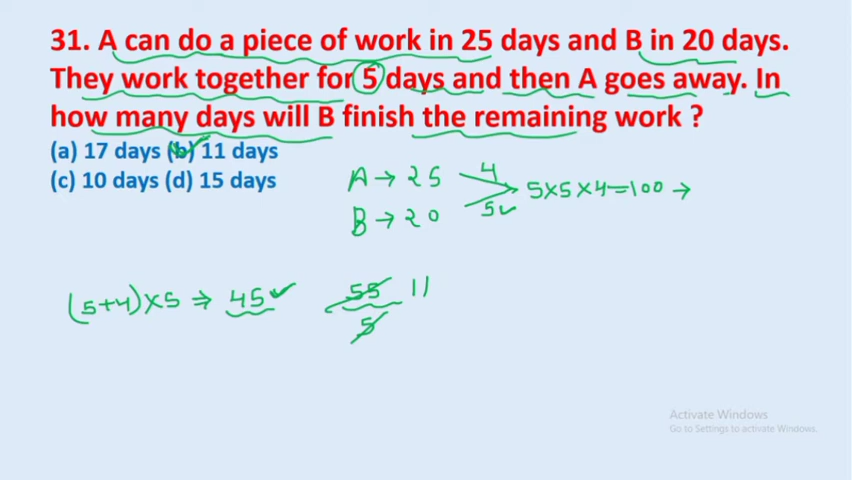 31. A can do a piece of work in 25 days and B in 20 days.
They work together for 5 days and then A goes away. In
how many days will B finish the remaining work ?
(a) 17 days (b) 11 days
(c) 10 days (d) 15 days
A → 25 4
5×5×4=100 →
B → 20 5
(5+4)×5 ⇒ 45
55 11
5
Activate Windows
Go to Settings to activate Windows.